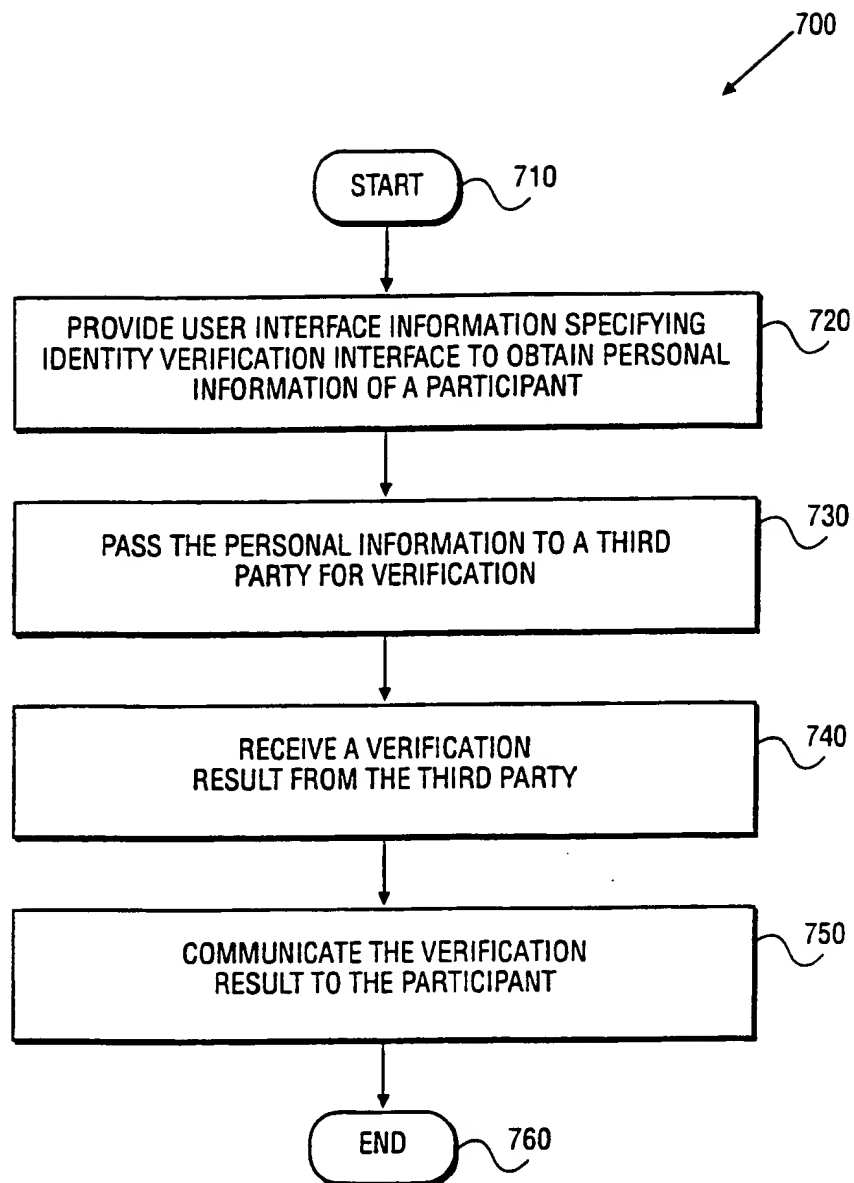 700
START
710
PROVIDE USER INTERFACE INFORMATION SPECIFYING
IDENTITY VERIFICATION INTERFACE TO OBTAIN PERSONAL
INFORMATION OF A PARTICIPANT
720
PASS THE PERSONAL INFORMATION TO A THIRD
PARTY FOR VERIFICATION
730
RECEIVE A VERIFICATION
RESULT FROM THE THIRD PARTY
740
COMMUNICATE THE VERIFICATION
RESULT TO THE PARTICIPANT
750
END
760